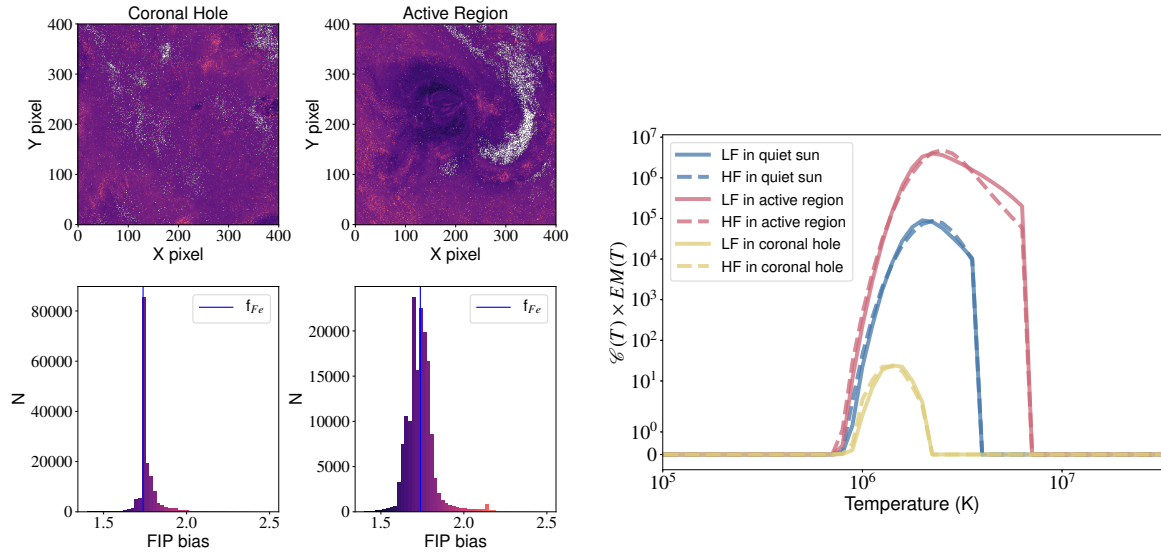 Coronal Hole
Active Region
400
300
200
100
0
Y pixel
0 100 200 300 400
X pixel
400
300
200
100
0
Y pixel
0 100 200 300 400
X pixel
80000
60000
40000
20000
0
N
f_{Fe}
1.5 2.0 2.5
FIP bias
20000
15000
10000
5000
0
N
f_{Fe}
1.5 2.0 2.5
FIP bias
10^7
10^6
10^5
10^4
10^3
10^2
10^1
10^0
0
𝒞(T) × EM(T)
LF in quiet sun
HF in quiet sun
LF in active region
HF in active region
LF in coronal hole
HF in coronal hole
10^5 10^6 10^7
Temperature (K)